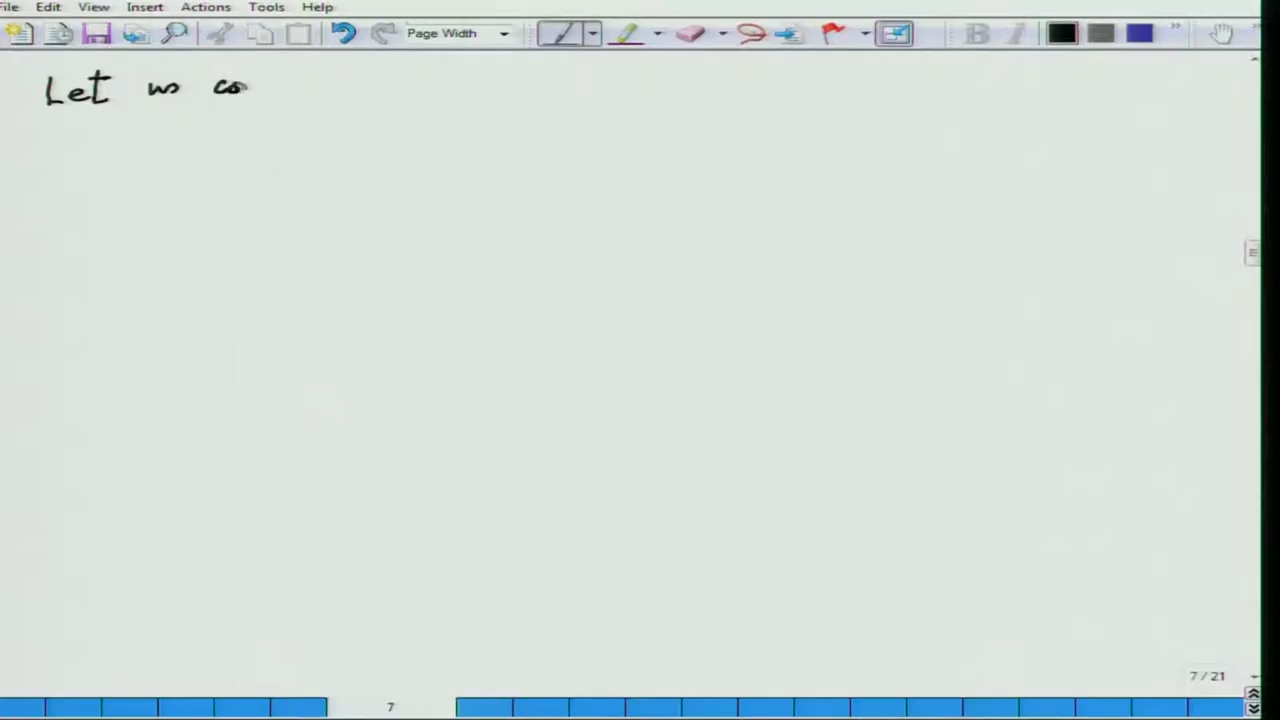 File Edit View Insert Actions Tools Help
Page Width
B I
Let us co
7 / 21
7